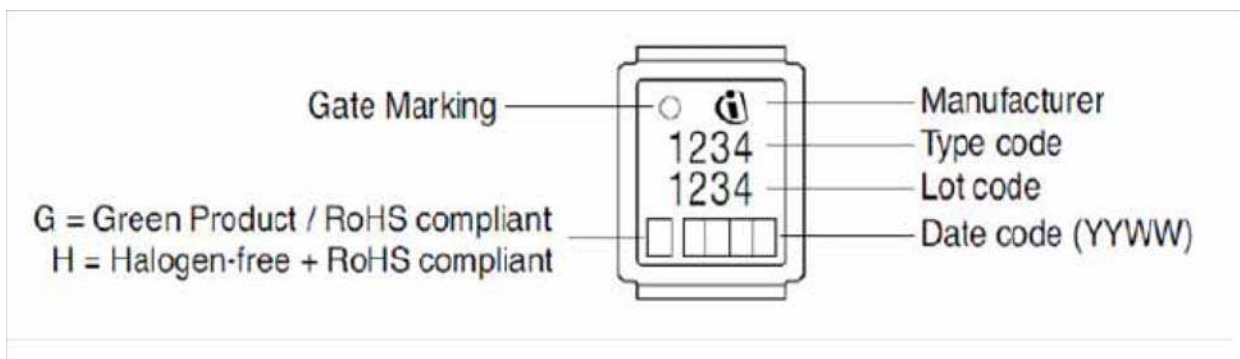 Gate Marking
Manufacturer
1234
Type code
1234
Lot code
G = Green Product / RoHS compliant
H = Halogen-free + RoHS compliant
Date code (YYWW)